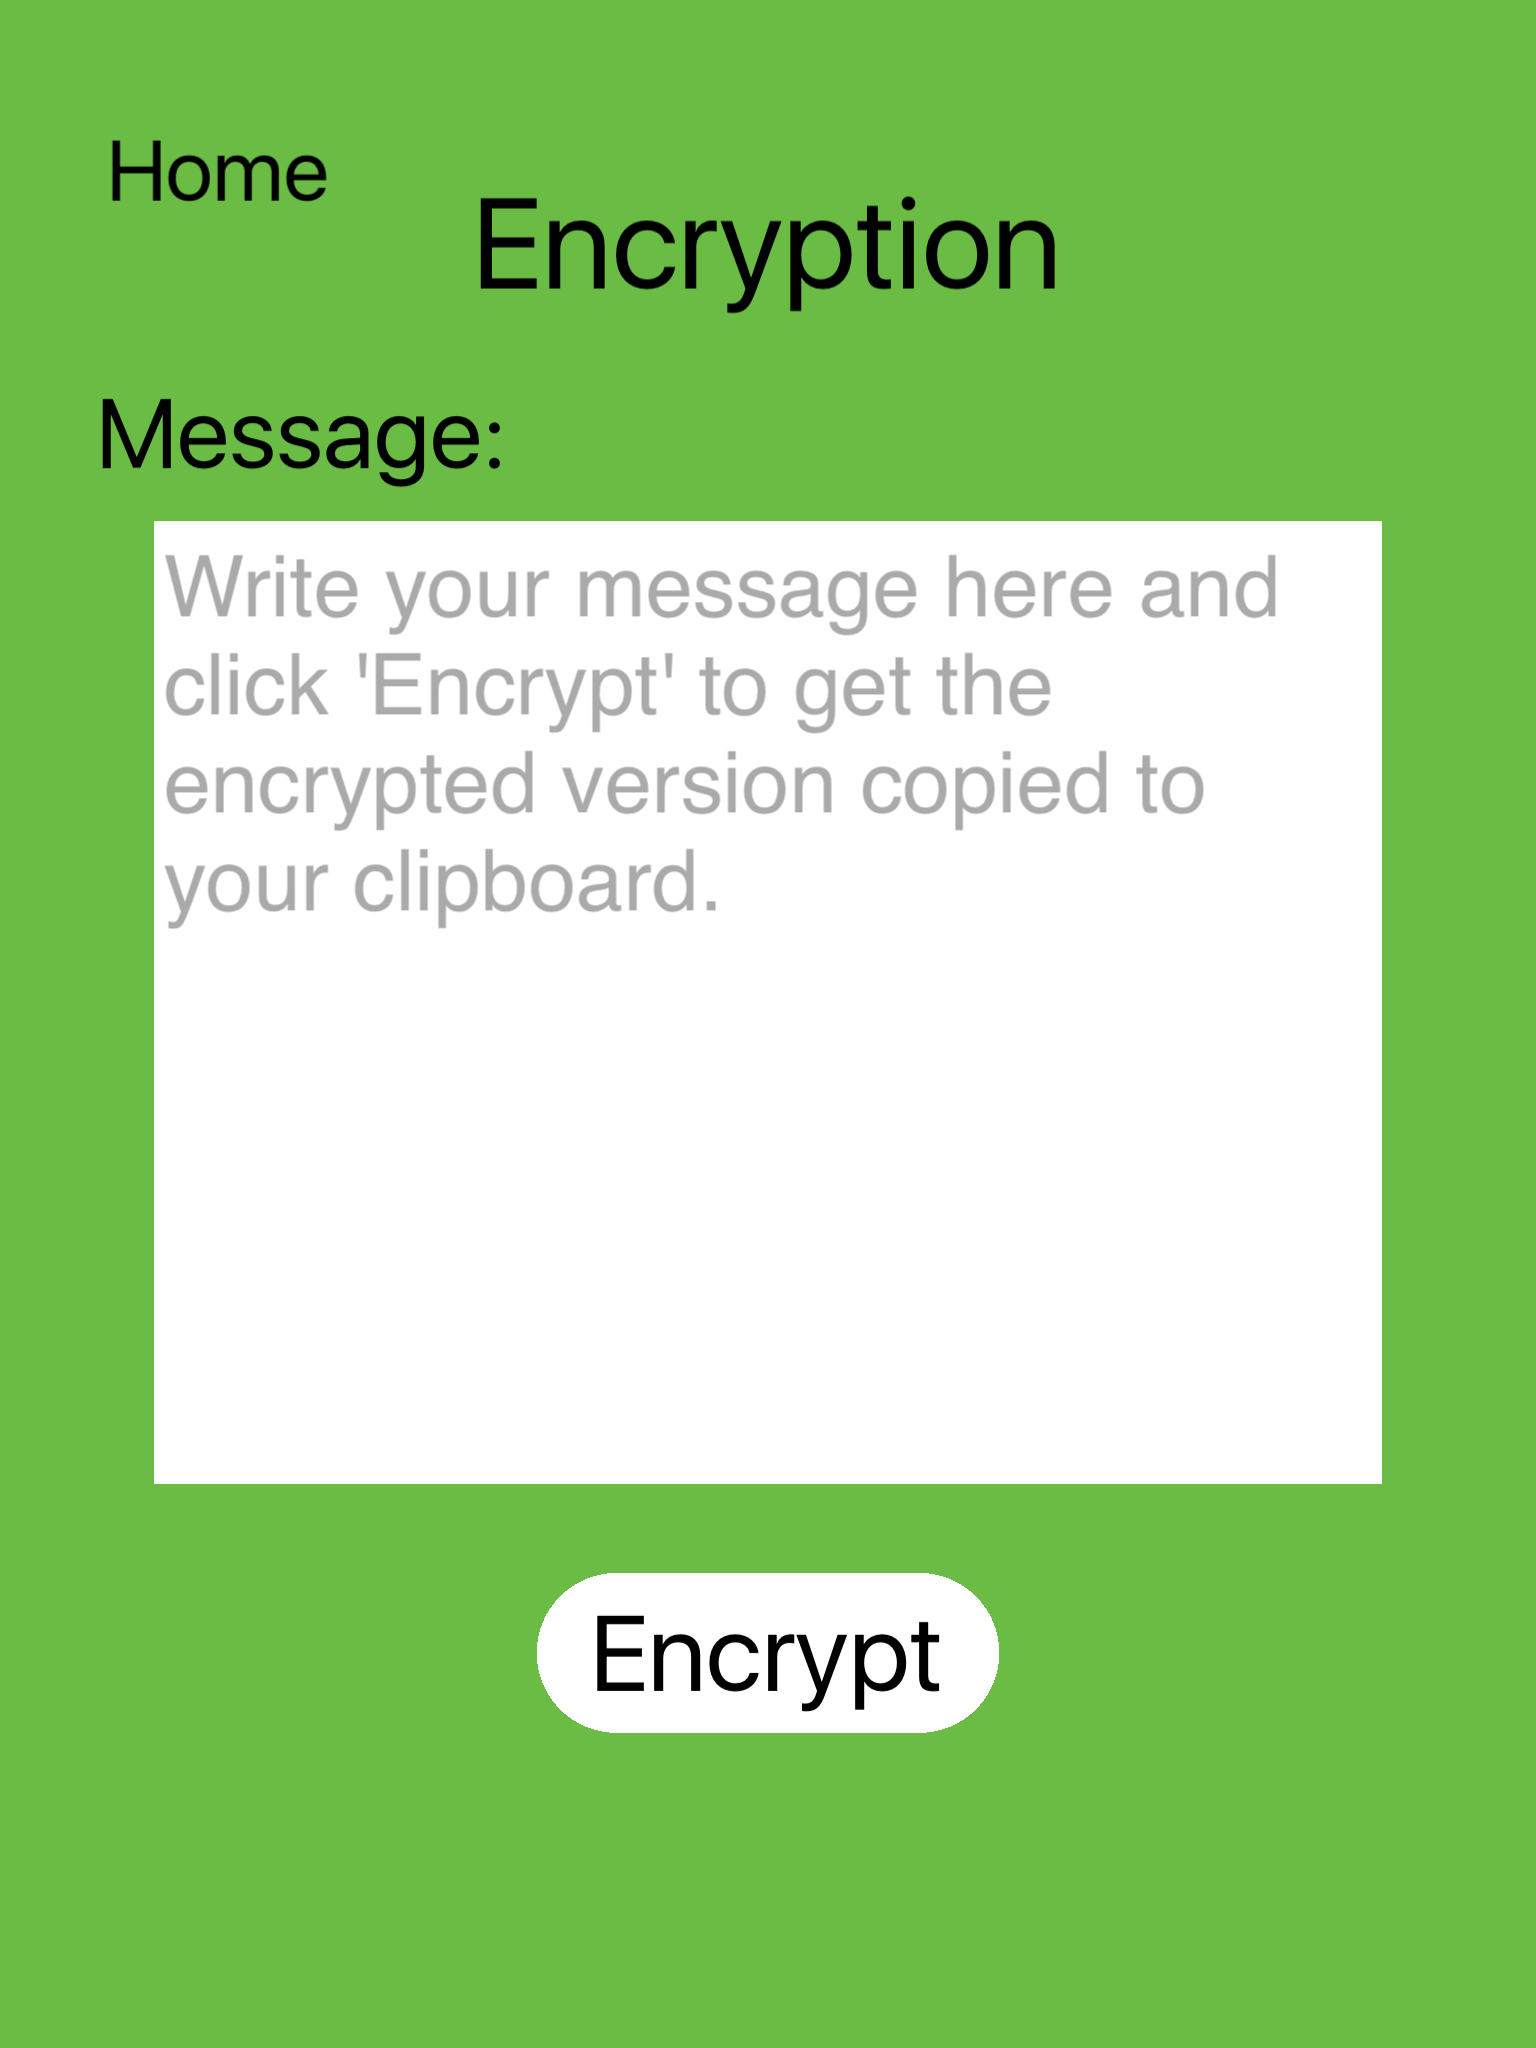 Home
Encryption
Message:
Write your message here and
click 'Encrypt' to get the
encrypted version copied to
your clipboard.
Encrypt